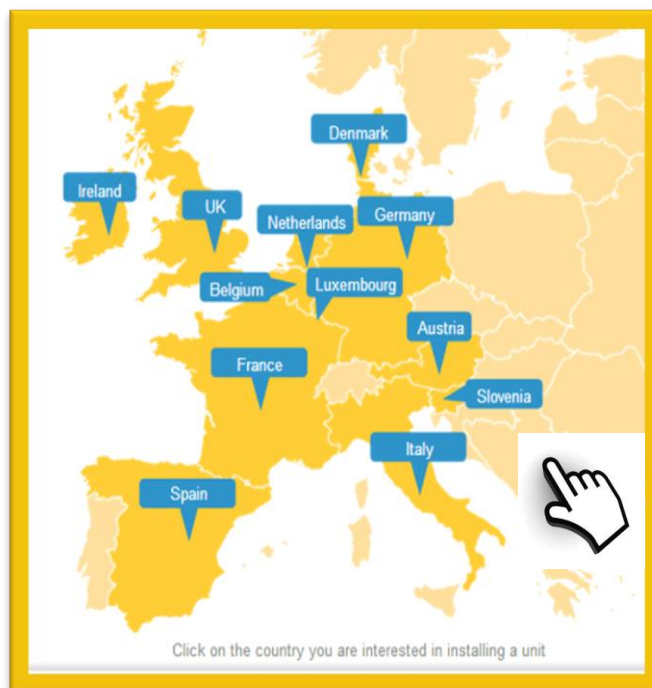 Denmark
Ireland
UK
Netherlands
Germany
Belgium
Luxembourg
Austria
France
Slovenia
Italy
Spain
Click on the country you are interested in installing a unit